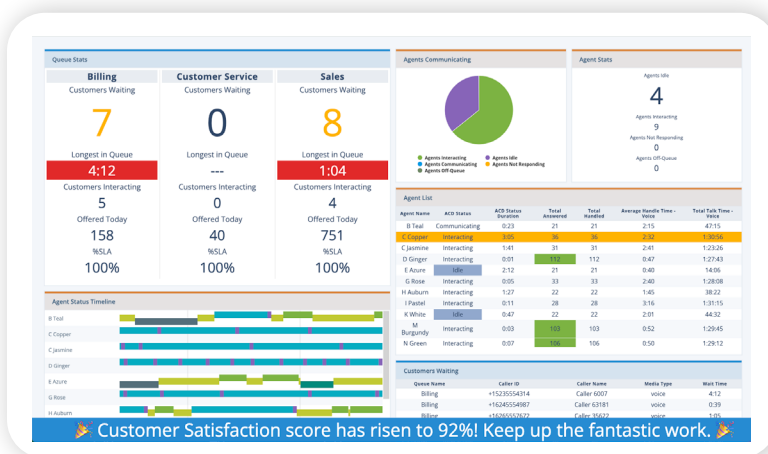 Queue Stats
Billing
Customers Waiting
7
Longest in Queue
4:12
Customers Interacting
5
Offered Today
158
%SLA
100%
Customer Service
Customers Waiting
0
Longest in Queue
---
Customers Interacting
0
Offered Today
40
%SLA
100%
Sales
Customers Waiting
8
Longest in Queue
1:04
Customers Interacting
4
Offered Today
751
%SLA
100%
Agent Status Timeline
B Teal
C Copper
C Jasmine
D Ginger
E Azure
G Rose
H Auburn
Agents Communicating
Agents Interacting Agents Idle
Agents Communicating Agents Not Responding
Agents Off-Queue
Agent Stats
Agents Idle
4
Agents Interacting
9
Agents Not Responding
0
Agents Off-Queue
0
Agent List
Agent Name ACD Status ACD Status Duration Total Answered Total Handled Average Handle Time - Voice Total Talk Time - Voice
B Teal Communicating 0:23 21 21 2:15 47:15
C Copper Interacting 3:05 36 36 2:32 1:30:56
C Jasmine Interacting 1:41 31 31 2:41 1:23:26
D Ginger Interacting 0:01 112 112 0:47 1:27:43
E Azure Idle 2:12 21 21 0:40 14:06
G Rose Interacting 0:05 33 33 2:40 1:28:08
H Auburn Interacting 1:27 22 22 1:45 38:22
I Pastel Interacting 0:11 28 28 3:16 1:31:15
K White Idle 0:47 22 22 2:01 44:32
M Burgundy Interacting 0:03 103 103 0:52 1:29:45
N Green Interacting 0:07 106 106 0:50 1:29:12
Customers Waiting
Queue Name Caller ID Caller Name Media Type Wait Time
Billing +15235554314 Caller 6007 voice 4:12
Billing +16245554987 Caller 63181 voice 0:39
Billing +16265557672 Caller 35622 voice 1:05
Customer Satisfaction score has risen to 92%! Keep up the fantastic work.